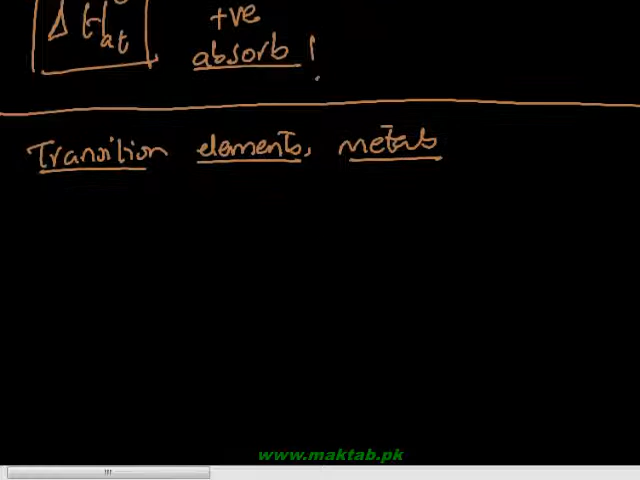 ΔH°at
+ve
absorb !
Transition elements, metals
www.maktab.pk